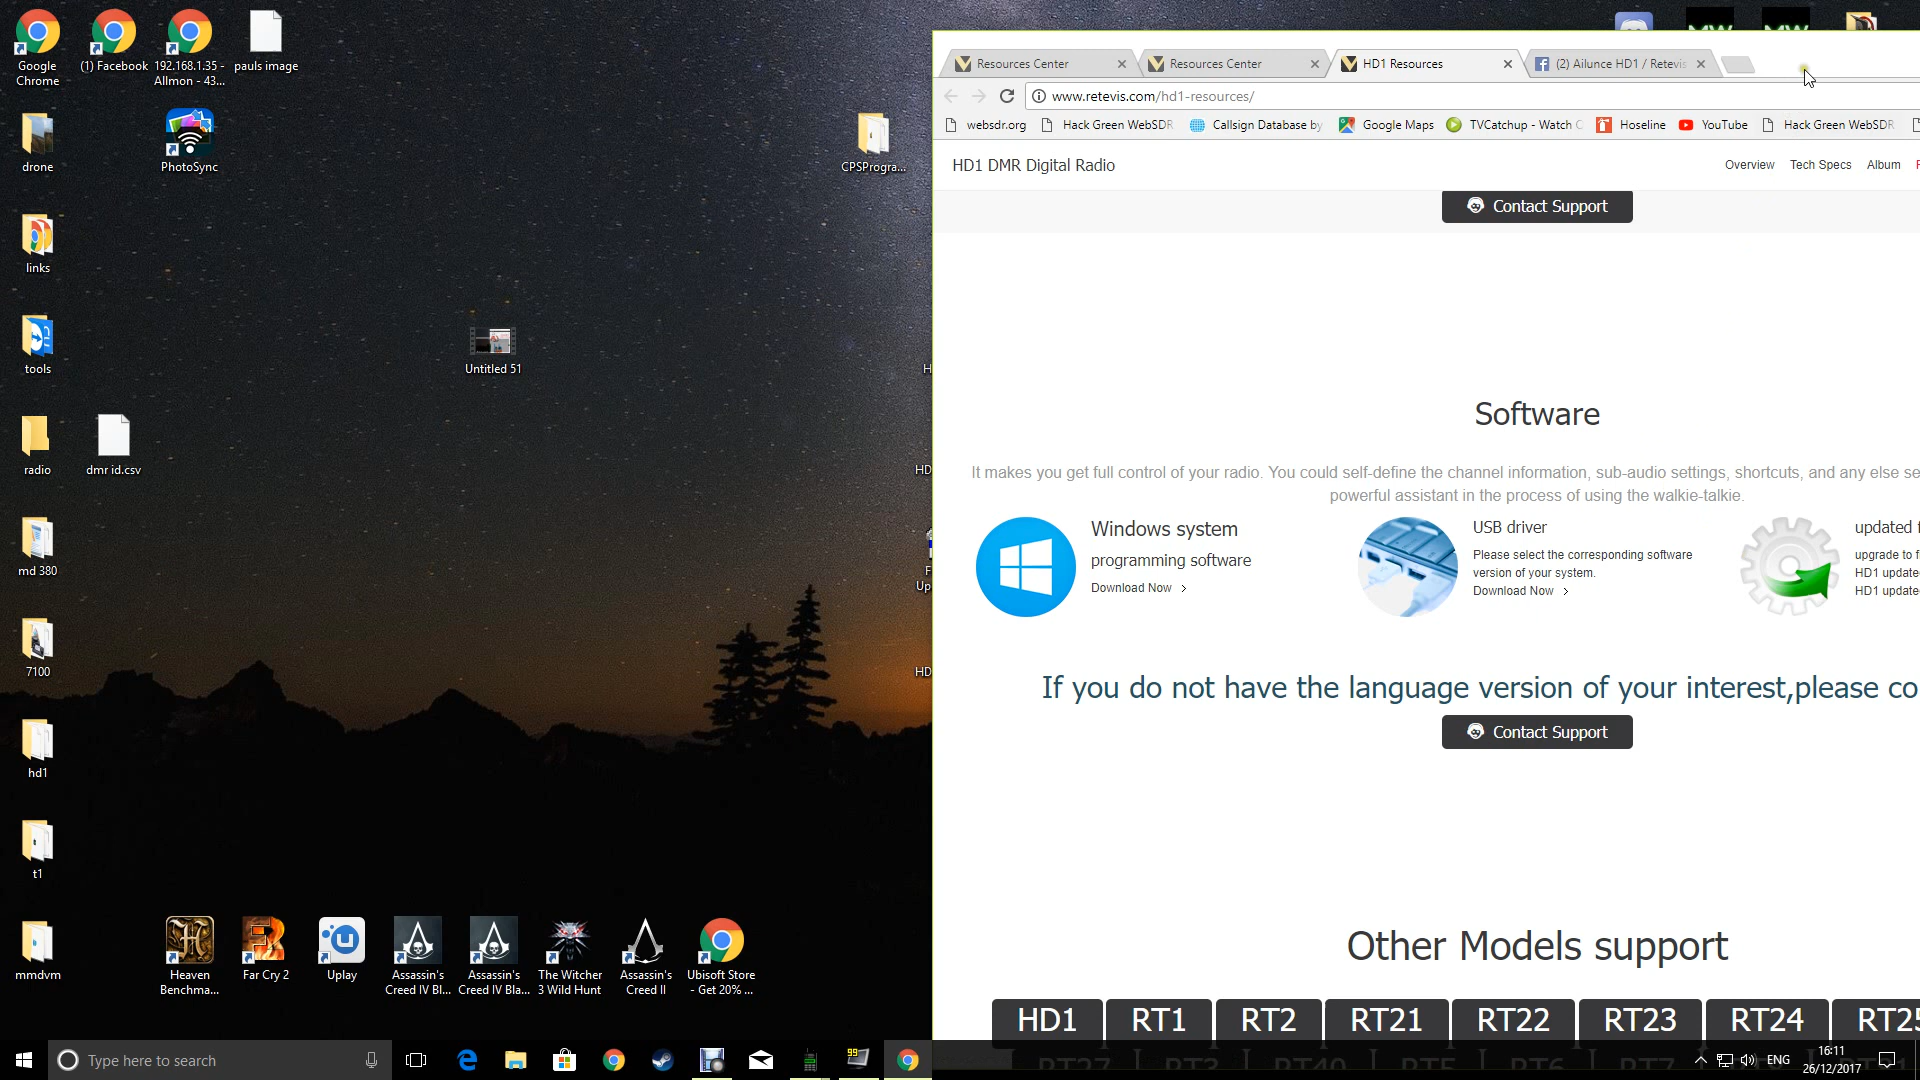 Google
Chrome
(1) Facebook
192.168.1.35 -
Allmon - 43...
pauls image
drone
PhotoSync
CPSProgra...
links
tools
Untitled 51
radio
dmr id.csv
md 380
7100
hd1
t1
mmdvm
Heaven
Benchma...
Far Cry 2
Uplay
Assassin's
Creed IV Bl...
Assassin's
Creed IV Bla...
The Witcher
3 Wild Hunt
Assassin's
Creed II
Ubisoft Store
- Get 20% ...
HD
HD
Resources Center
Resources Center
HD1 Resources
(2) Ailunce HD1 / Retevis
www.retevis.com/hd1-resources/
websdr.org
Hack Green WebSDR
Callsign Database by
Google Maps
TVCatchup - Watch
Hoseline
YouTube
Hack Green WebSDR
HD1 DMR Digital Radio
Overview Tech Specs Album
Contact Support
Software
It makes you get full control of your radio. You could self-define the channel information, sub-audio settings, shortcuts, and any else se
powerful assistant in the process of using the walkie-talkie.
Windows system
programming software
Download Now
USB driver
Please select the corresponding software
version of your system.
Download Now
updated
upgrade to
HD1 update
HD1 update
If you do not have the language version of your interest,please co
Contact Support
Other Models support
HD1 RT1 RT2 RT21 RT22 RT23 RT24 RT25
RT27 RT3 RT40 RT5 RT6 RT7
Type here to search
99
ENG
16:11
26/12/2017